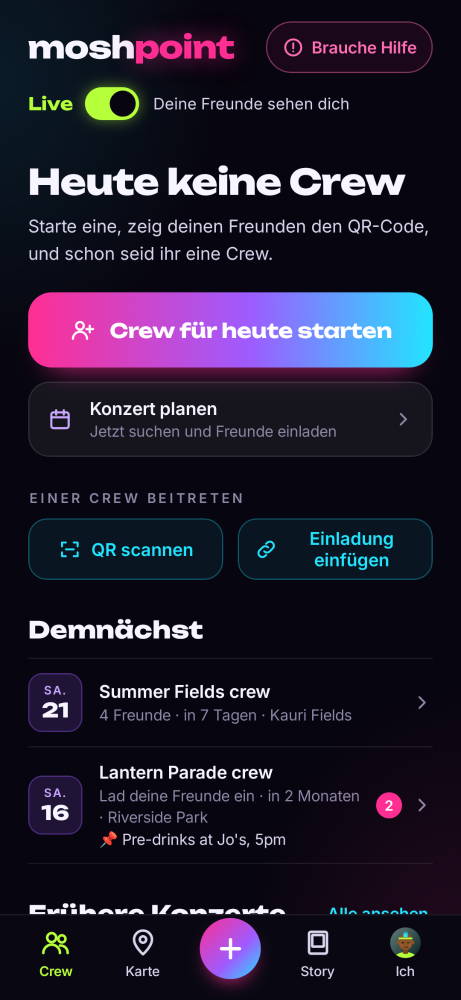 moshpoint
Brauche Hilfe
Live
Deine Freunde sehen dich
Heute keine Crew
Starte eine, zeig deinen Freunden den QR-Code,
und schon seid ihr eine Crew.
Crew für heute starten
Konzert planen
Jetzt suchen und Freunde einladen
EINER CREW BEITRETEN
QR scannen
Einladung
einfügen
Demnächst
SA.
21
Summer Fields crew
4 Freunde · in 7 Tagen · Kauri Fields
SA.
16
Lantern Parade crew
Lad deine Freunde ein · in 2 Monaten
· Riverside Park
📌 Pre-drinks at Jo's, 5pm
2
Frühere Konzerte
Alle ansehen
Crew
Karte
Story
Ich